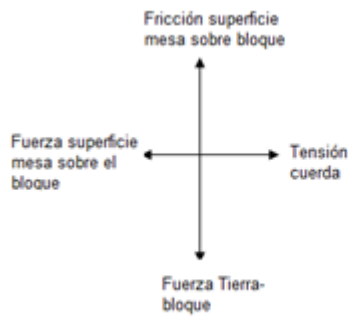 Fricción superficie
mesa sobre bloque
Fuerza superficie
mesa sobre el
bloque
Tensión
cuerda
Fuerza Tierra-
bloque